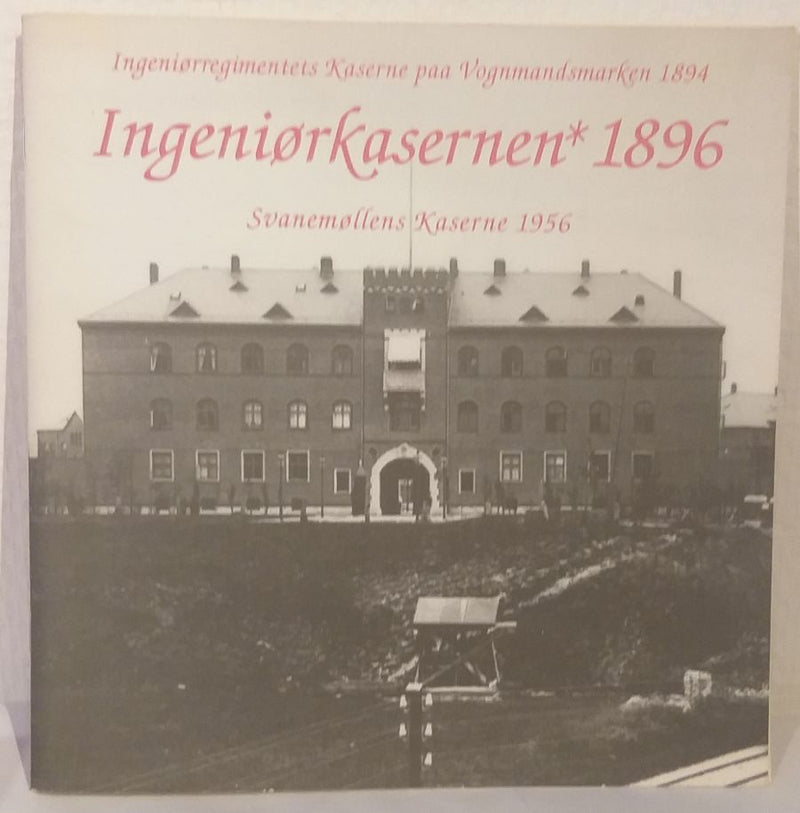 Ingeniørregimentets Kaserne paa Vognmandsmarken 1894
Ingeniørkasernen* 1896
Svanemøllens Kaserne 1956